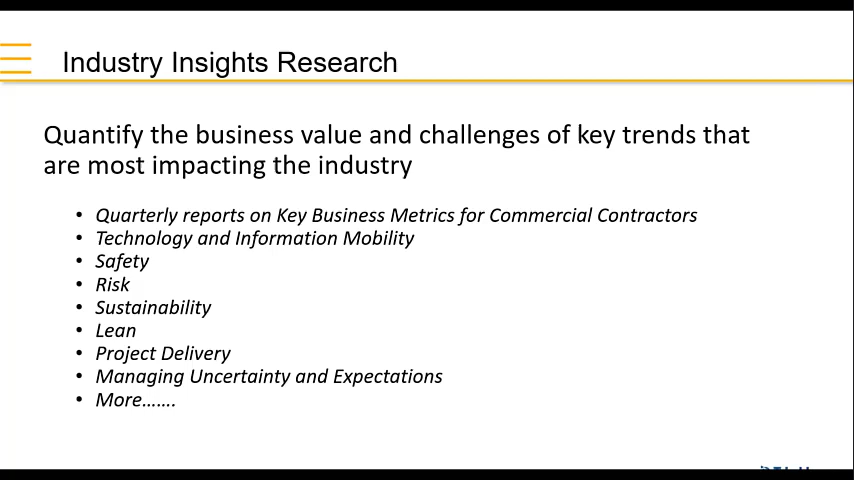 Industry Insights Research
Quantify the business value and challenges of key trends that
are most impacting the industry
• Quarterly reports on Key Business Metrics for Commercial Contractors
• Technology and Information Mobility
• Safety
• Risk
• Sustainability
• Lean
• Project Delivery
• Managing Uncertainty and Expectations
• More…….